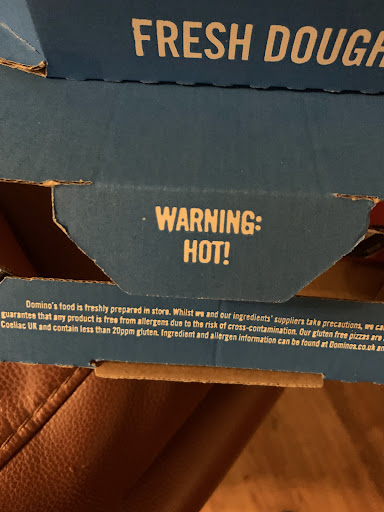 FRESH DOUGH
WARNING:
HOT!
Domino's food is freshly prepared in store. Whilst we and our ingredients' suppliers take precautions, we
guarantee that any product is free from allergens due to the risk of cross-contamination. Our gluten free pizzas are
Coeliac UK and contain less than 20ppm gluten. Ingredient and allergen information can be found at Dominos.co.uk